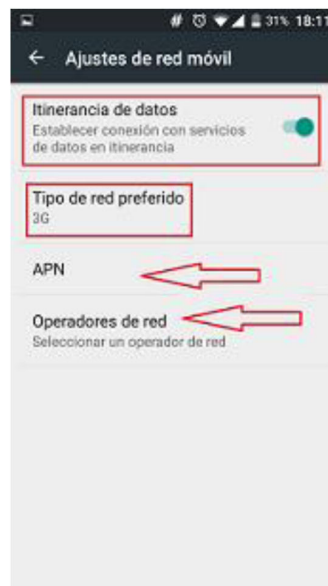 # 31% 18:11
Ajustes de red móvil
Itinerancia de datos
Establecer conexión con servicios
de datos en itinerancia
Tipo de red preferido
3G
APN
Operadores de red
Seleccionar un operador de red